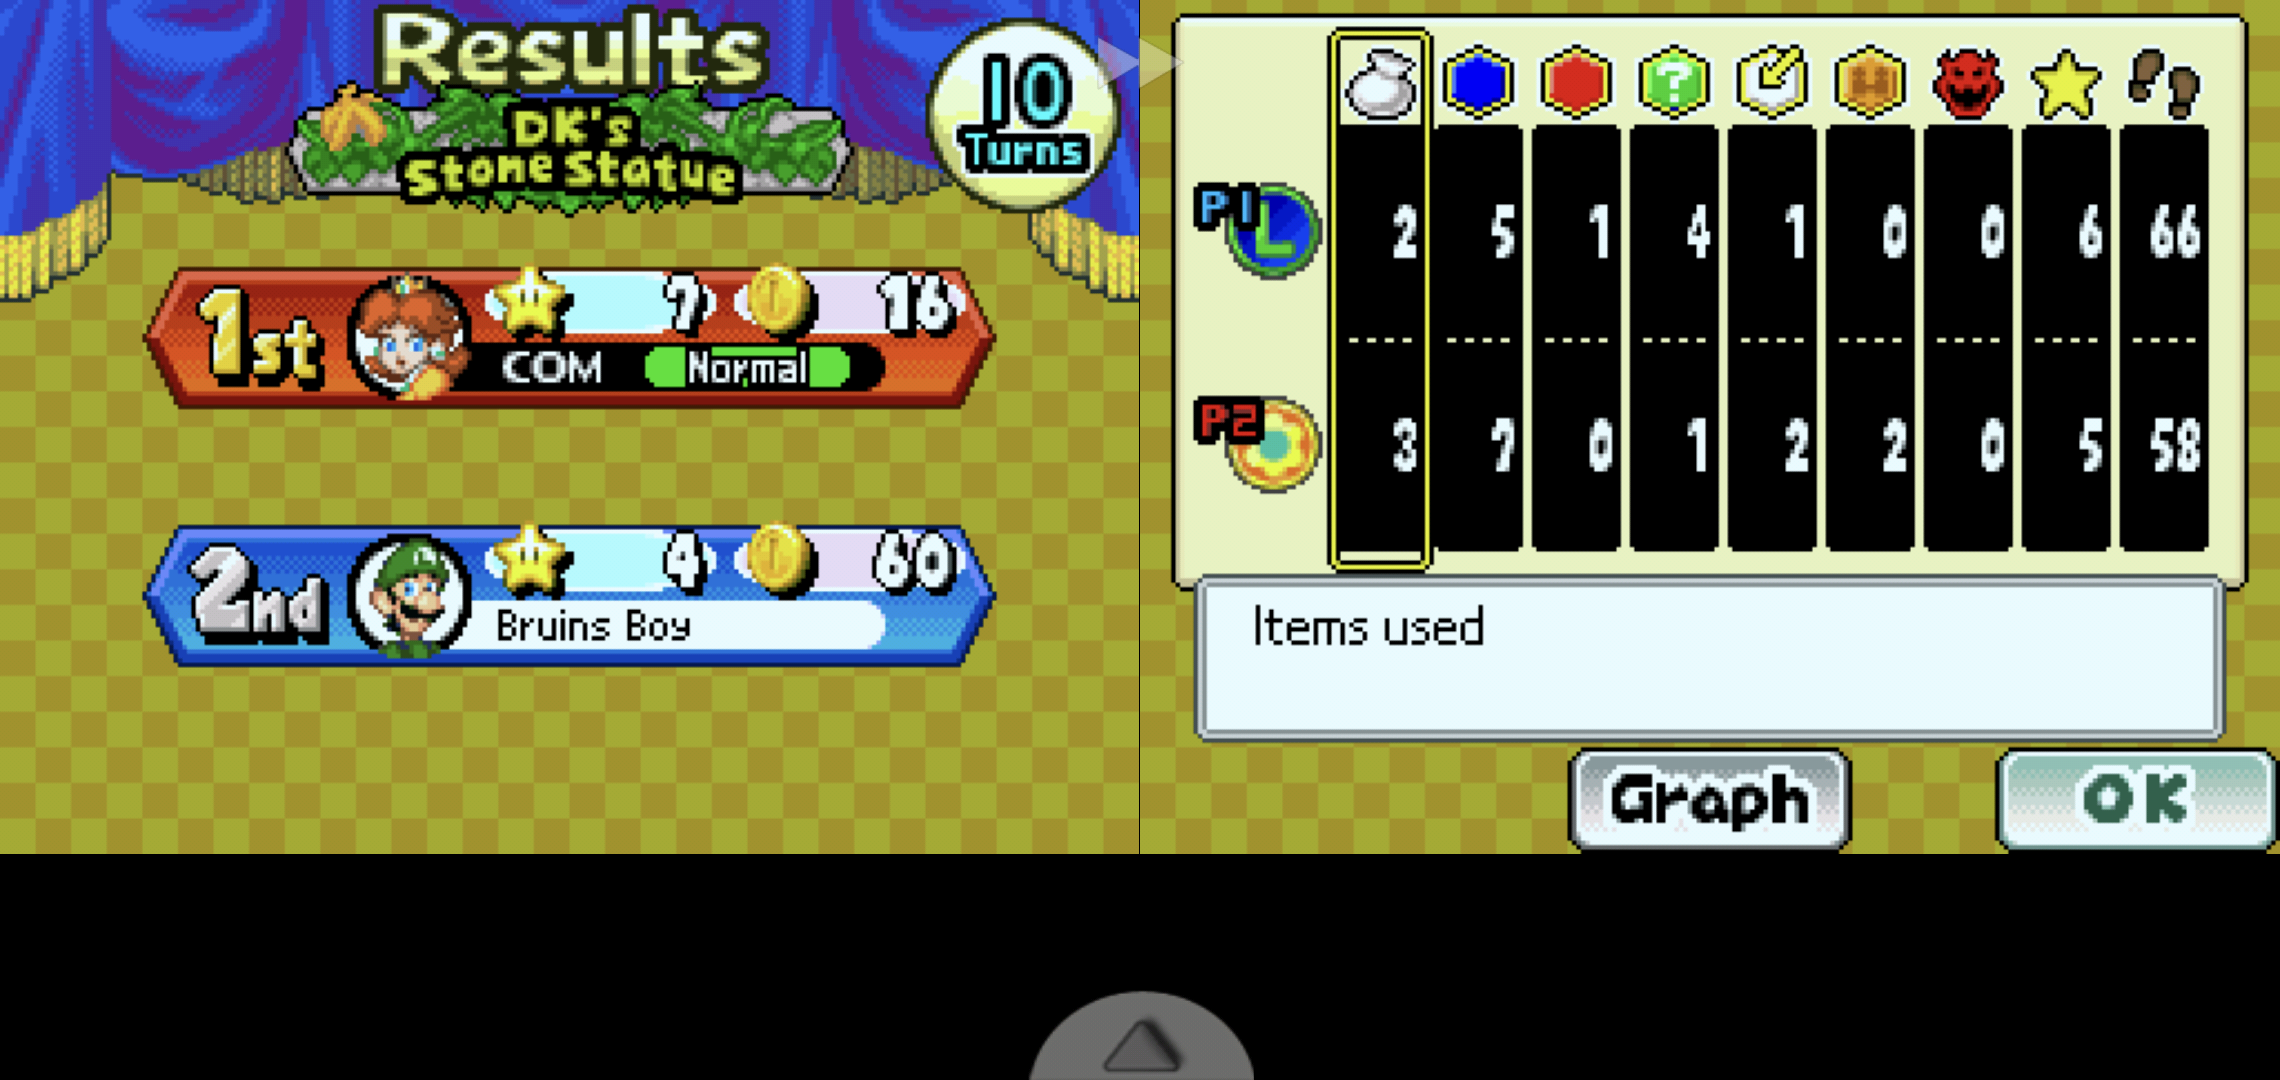 Results
DK's
Stone Statue
10
Turns
1st 7 16
COM Normal
2nd 4 60
Bruins Boy
?
P1 L 2 5 1 4 1 0 0 6 66
P2 3 7 0 1 2 2 0 5 58
Items used
Graph OK